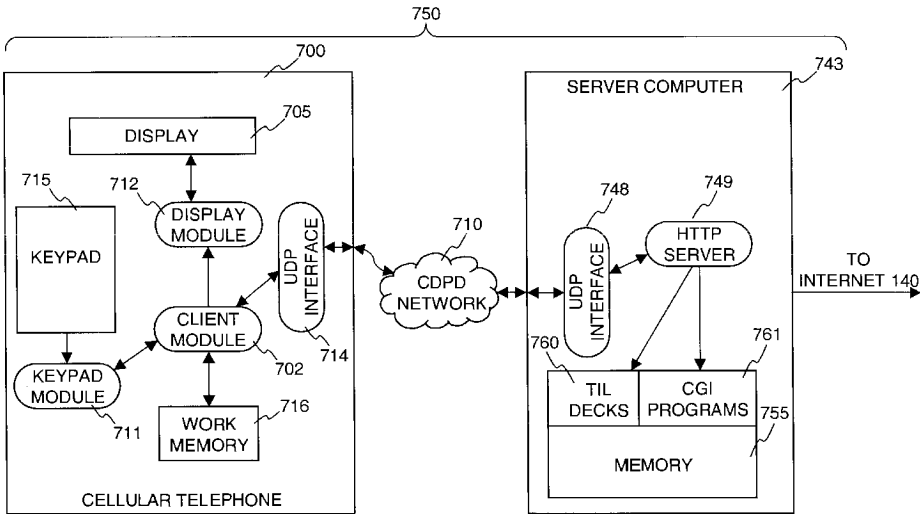 750
700
DISPLAY
705
715
KEYPAD
712
DISPLAY
MODULE
UDP
INTERFACE
714
CLIENT
MODULE
702
KEYPAD
MODULE
711
WORK
MEMORY
716
CELLULAR TELEPHONE
710
CDPD
NETWORK
SERVER COMPUTER
743
748
UDP
INTERFACE
749
HTTP
SERVER
TO
INTERNET 140
760
TIL
DECKS
761
CGI
PROGRAMS
755
MEMORY